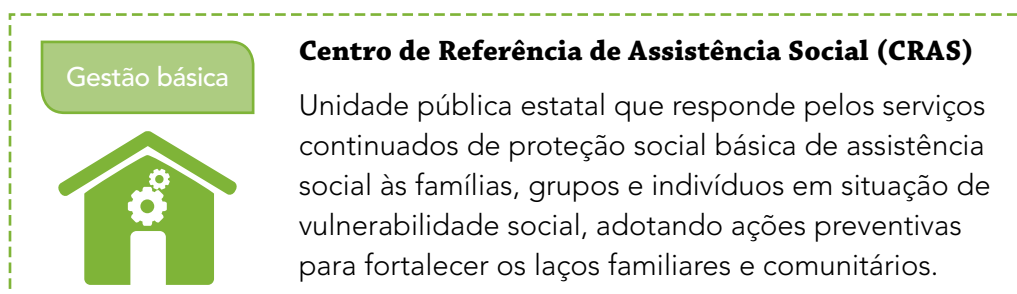 Gestão básica
Centro de Referência de Assistência Social (CRAS)
Unidade pública estatal que responde pelos serviços
continuados de proteção social básica de assistência
social às famílias, grupos e indivíduos em situação de
vulnerabilidade social, adotando ações preventivas
para fortalecer os laços familiares e comunitários.